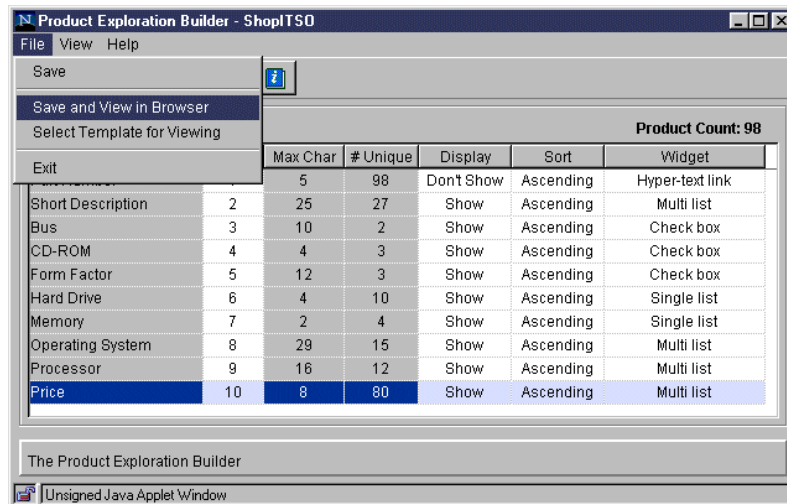 Product Exploration Builder - ShopITSO
File View Help
Save
Save and View in Browser
Select Template for Viewing
Exit
Product Count: 98
Max Char # Unique Display Sort Widget
5 98 Don't Show Ascending Hyper-text link
Short Description 2 25 27 Show Ascending Multi list
Bus 3 10 2 Show Ascending Check box
CD-ROM 4 4 3 Show Ascending Check box
Form Factor 5 12 3 Show Ascending Check box
Hard Drive 6 4 10 Show Ascending Single list
Memory 7 2 4 Show Ascending Single list
Operating System 8 29 15 Show Ascending Multi list
Processor 9 16 12 Show Ascending Multi list
Price 10 8 80 Show Ascending Multi list
The Product Exploration Builder
Unsigned Java Applet Window